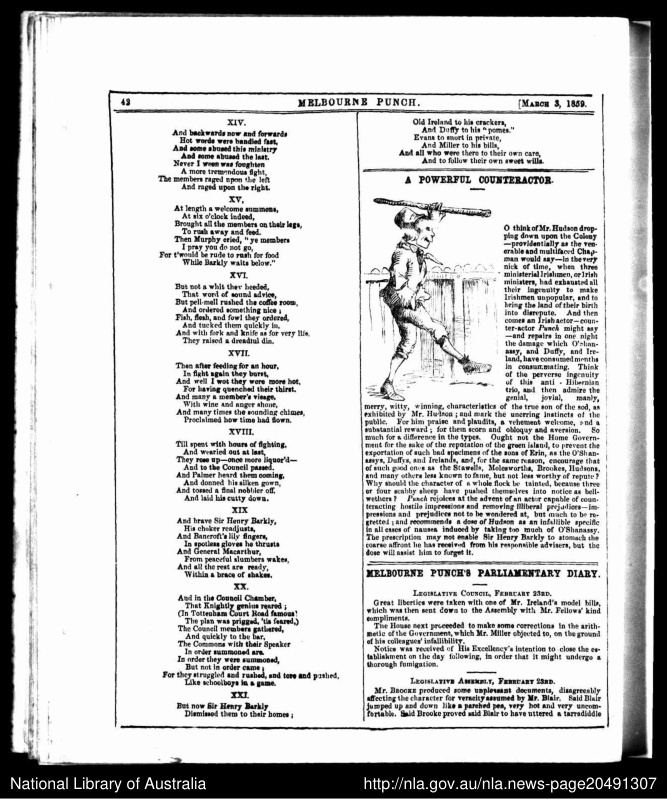 42
MELBOURNE PUNCH.
[MARCH 3, 1859.
XIV.
And backwards now and forwards
Hot words were bandied fast,
And some abused this ministry
And some abused the last.
Never I ween was foughten
A more tremendous fight,
The members raged upon the left
And raged upon the right.
XV.
At length a welcome summons,
At six o'clock indeed,
Brought all the members on their legs,
To rush away and feed.
Then Murphy cried, "ye members
I pray you do not go,
For t'would be rude to rush for food
While Barkly waits below."
XVI.
But not a whit they heeded,
That word of sound advice,
But pell-mell rushed the coffee room,
And ordered something nice;
Fish, flesh, and fowl they ordered,
And tucked them quickly in,
And with fork and knife as for very life.
They raised a dreadful din.
XVII.
Then after feeding for an hour,
In fight again they burst,
And well I wot they were more hot,
For having quenched their thirst.
And many a member's visage,
With wine and anger shone,
And many times the sounding chimes,
Proclaimed how time had flown.
XVIII.
Till spent with hours of fighting,
And wearied out at last,
They rose up—once more liquor'd—
And to the Council passed.
And Palmer heard them coming,
And donned his silken gown,
And tossed a final nobbler off,
And laid his cutty down.
XIX
And brave Sir Henry Barkly,
His choker readjusts,
And Bancroft's lily fingers,
In spotless gloves he thrusts
And General Macarthur,
From peaceful slumbers wakes,
And all the rest are ready,
Within a brace of shakes.
XX.
And in the Council Chamber,
That Knightly genius reared;
(In Tottenham Court Road famous!
The plan was prigged, 'tis feared,)
The Council members gathered,
And quickly to the bar,
The Commons with their Speaker
In order summoned are.
In order they were summoned,
But not in order came;
For they struggled and rushed, and tore and pushed,
Like schoolboys in a game.
XXI.
But now Sir Henry Barkly
Dismissed them to their homes;
Old Ireland to his crackers,
And Duffy to his "pomes."
Evans to snort in private,
And Miller to his bills,
And all who were there to their own care,
And to follow their own sweet wills.
A POWERFUL COUNTERACTOR.
O think of Mr. Hudson drop-
ping down upon the Colony
—providentially as the ven-
erable and multifaced Chap-
man would say—in the very
nick of time, when three
ministerial Irishmen, or Irish
ministers, had exhausted all
their ingenuity to make
Irishmen unpopular, and to
bring the land of their birth
into disrepute. And then
comes an Irish actor—coun-
ter-actor Punch might say
—and repairs in one night
the damage which O'Shan-
assy, and Duffy, and Ire-
land, have consumed months
in consummating. Think
of the perverse ingenuity
of this anti-Hibernian
trio, and then admire the
genial, jovial, manly,
merry, witty, winning, characteristics of the true son of the sod, as
exhibited by Mr. Hudson; and mark the unerring instincts of the
public. For him praise and plaudits, a vehement welcome, and a
substantial reward; for them scorn and obloquy and aversion. So
much for a difference in the types. Ought not the Home Govern-
ment for the sake of the reputation of the green island, to prevent the
exportation of such bad specimens of the sons of Erin, as the O'Shan-
assys, Duffys, and Irelands, and, for the same reason, encourage that
of such good ones as the Stawells, Molesworths, Brookes, Hudsons,
and many others less known to fame, but not less worthy of repute?
Why should the character of a whole flock be tainted, because three
or four scabby sheep have pushed themselves into notice as bell-
wethers? Punch rejoices at the advent of an actor capable of coun-
teracting hostile impressions and removing illiberal prejudices—im-
pressions and prejudices not to be wondered at, but much to be re-
gretted; and recommends a dose of Hudson as an infallible specific
in all cases of nausea induced by taking too much of O'Shanassy.
The prescription may not enable Sir Henry Barkly to stomach the
coarse affront he has received from his responsible advisers, but the
dose will assist him to forget it.
MELBOURNE PUNCH'S PARLIAMENTARY DIARY.
LEGISLATIVE COUNCIL, FEBRUARY 23RD.
Great liberties were taken with one of Mr. Ireland's model bills,
which was then sent down to the Assembly with Mr. Fellows' kind
compliments.
The House next proceeded to make some corrections in the arith-
metic of the Government, which Mr. Miller objected to, on the ground
of his colleagues' infallibility.
Notice was received of His Excellency's intention to close the es-
tablishment on the day following, in order that it might undergo a
thorough fumigation.
LEGISLATIVE ASSEMBLY, FEBRUARY 23RD.
Mr. BROOKE produced some unpleasant documents, disagreeably
affecting the character for veracity assumed by Mr. Blair. Said Blair
jumped up and down like a parched pea, very hot and very uncom-
fortable. Said Brooke proved said Blair to have uttered a tarradiddle
National Library of Australia
http://nla.gov.au/nla.news-page20491307